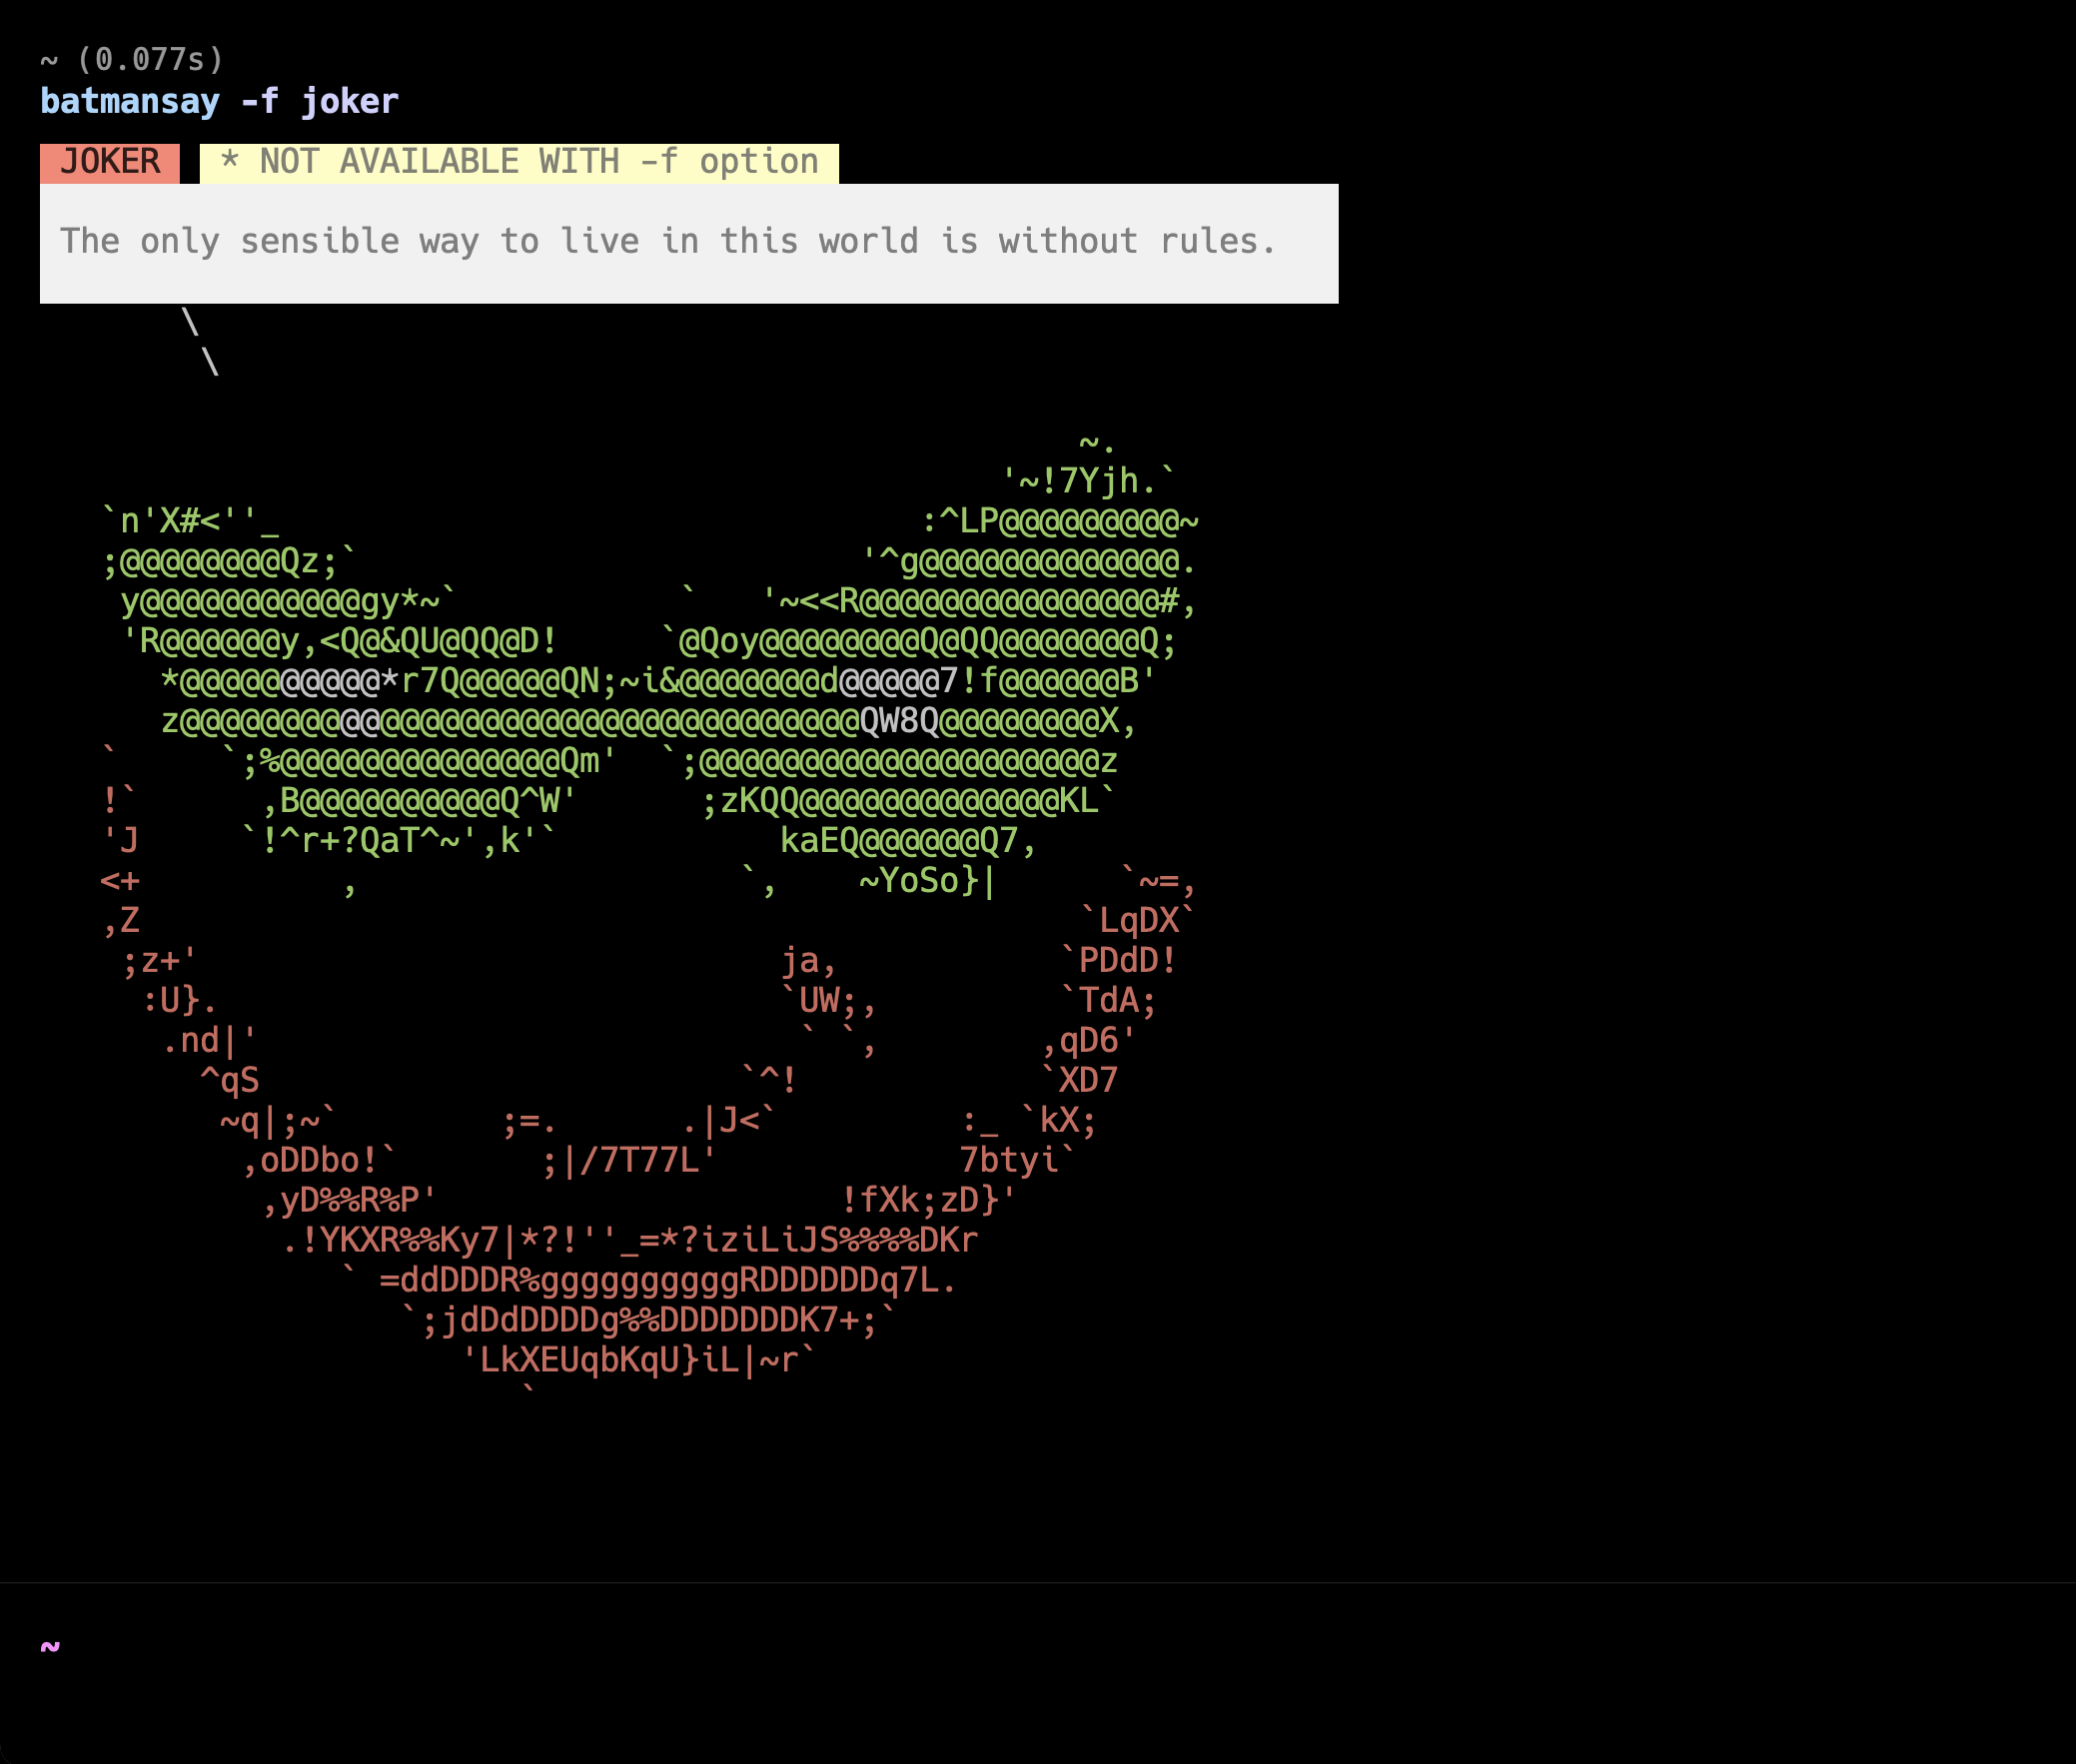 ~ (0.077s)
batmansay -f joker
JOKER * NOT AVAILABLE WITH -f option
The only sensible way to live in this world is without rules.
\
\
~.
'~!7Yjh.`
`n'X#<''_ :^LP@@@@@@@@@~
;@@@@@@@@Qz;` '^g@@@@@@@@@@@@@.
y@@@@@@@@@@@gy*~` ` '~<<R@@@@@@@@@@@@@@@#,
'R@@@@@@y,<Q@&QU@QQ@D! `@Qoy@@@@@@@@Q@QQ@@@@@@@Q;
*@@@@@@@@@@*r7Q@@@@@QN;~i&@@@@@@@d@@@@@7!f@@@@@@B'
z@@@@@@@@@@@@@@@@@@@@@@@@@@@@@@@@@@QW8Q@@@@@@@@X,
` `;%@@@@@@@@@@@@@@Qm' `;@@@@@@@@@@@@@@@@@@@@z
!` ,B@@@@@@@@@@Q^W' ;zKQQ@@@@@@@@@@@@@KL`
'J `!^r+?QaT^~',k'` kaEQ@@@@@@Q7,
<+ , `, ~YoSo}| `~=,
,Z `LqDX`
;z+' ja, `PDdD!
:U}. `UW;, `TdA;
.nd|' ` `, ,qD6'
^qS `^! `XD7
~q|;~` ;=. .|J<` :_ `kX;
,oDDbo!` ;|/7T77L' 7btyi`
,yD%%R%P' !fXk;zD}'
.!YKXR%%Ky7|*?!''_=*?iziLiJS%%%%DKr
` =ddDDDR%ggggggggggRDDDDDDq7L.
`;jdDdDDDDg%%DDDDDDDK7+;`
'LkXEUqbKqU}iL|~r`
`
~